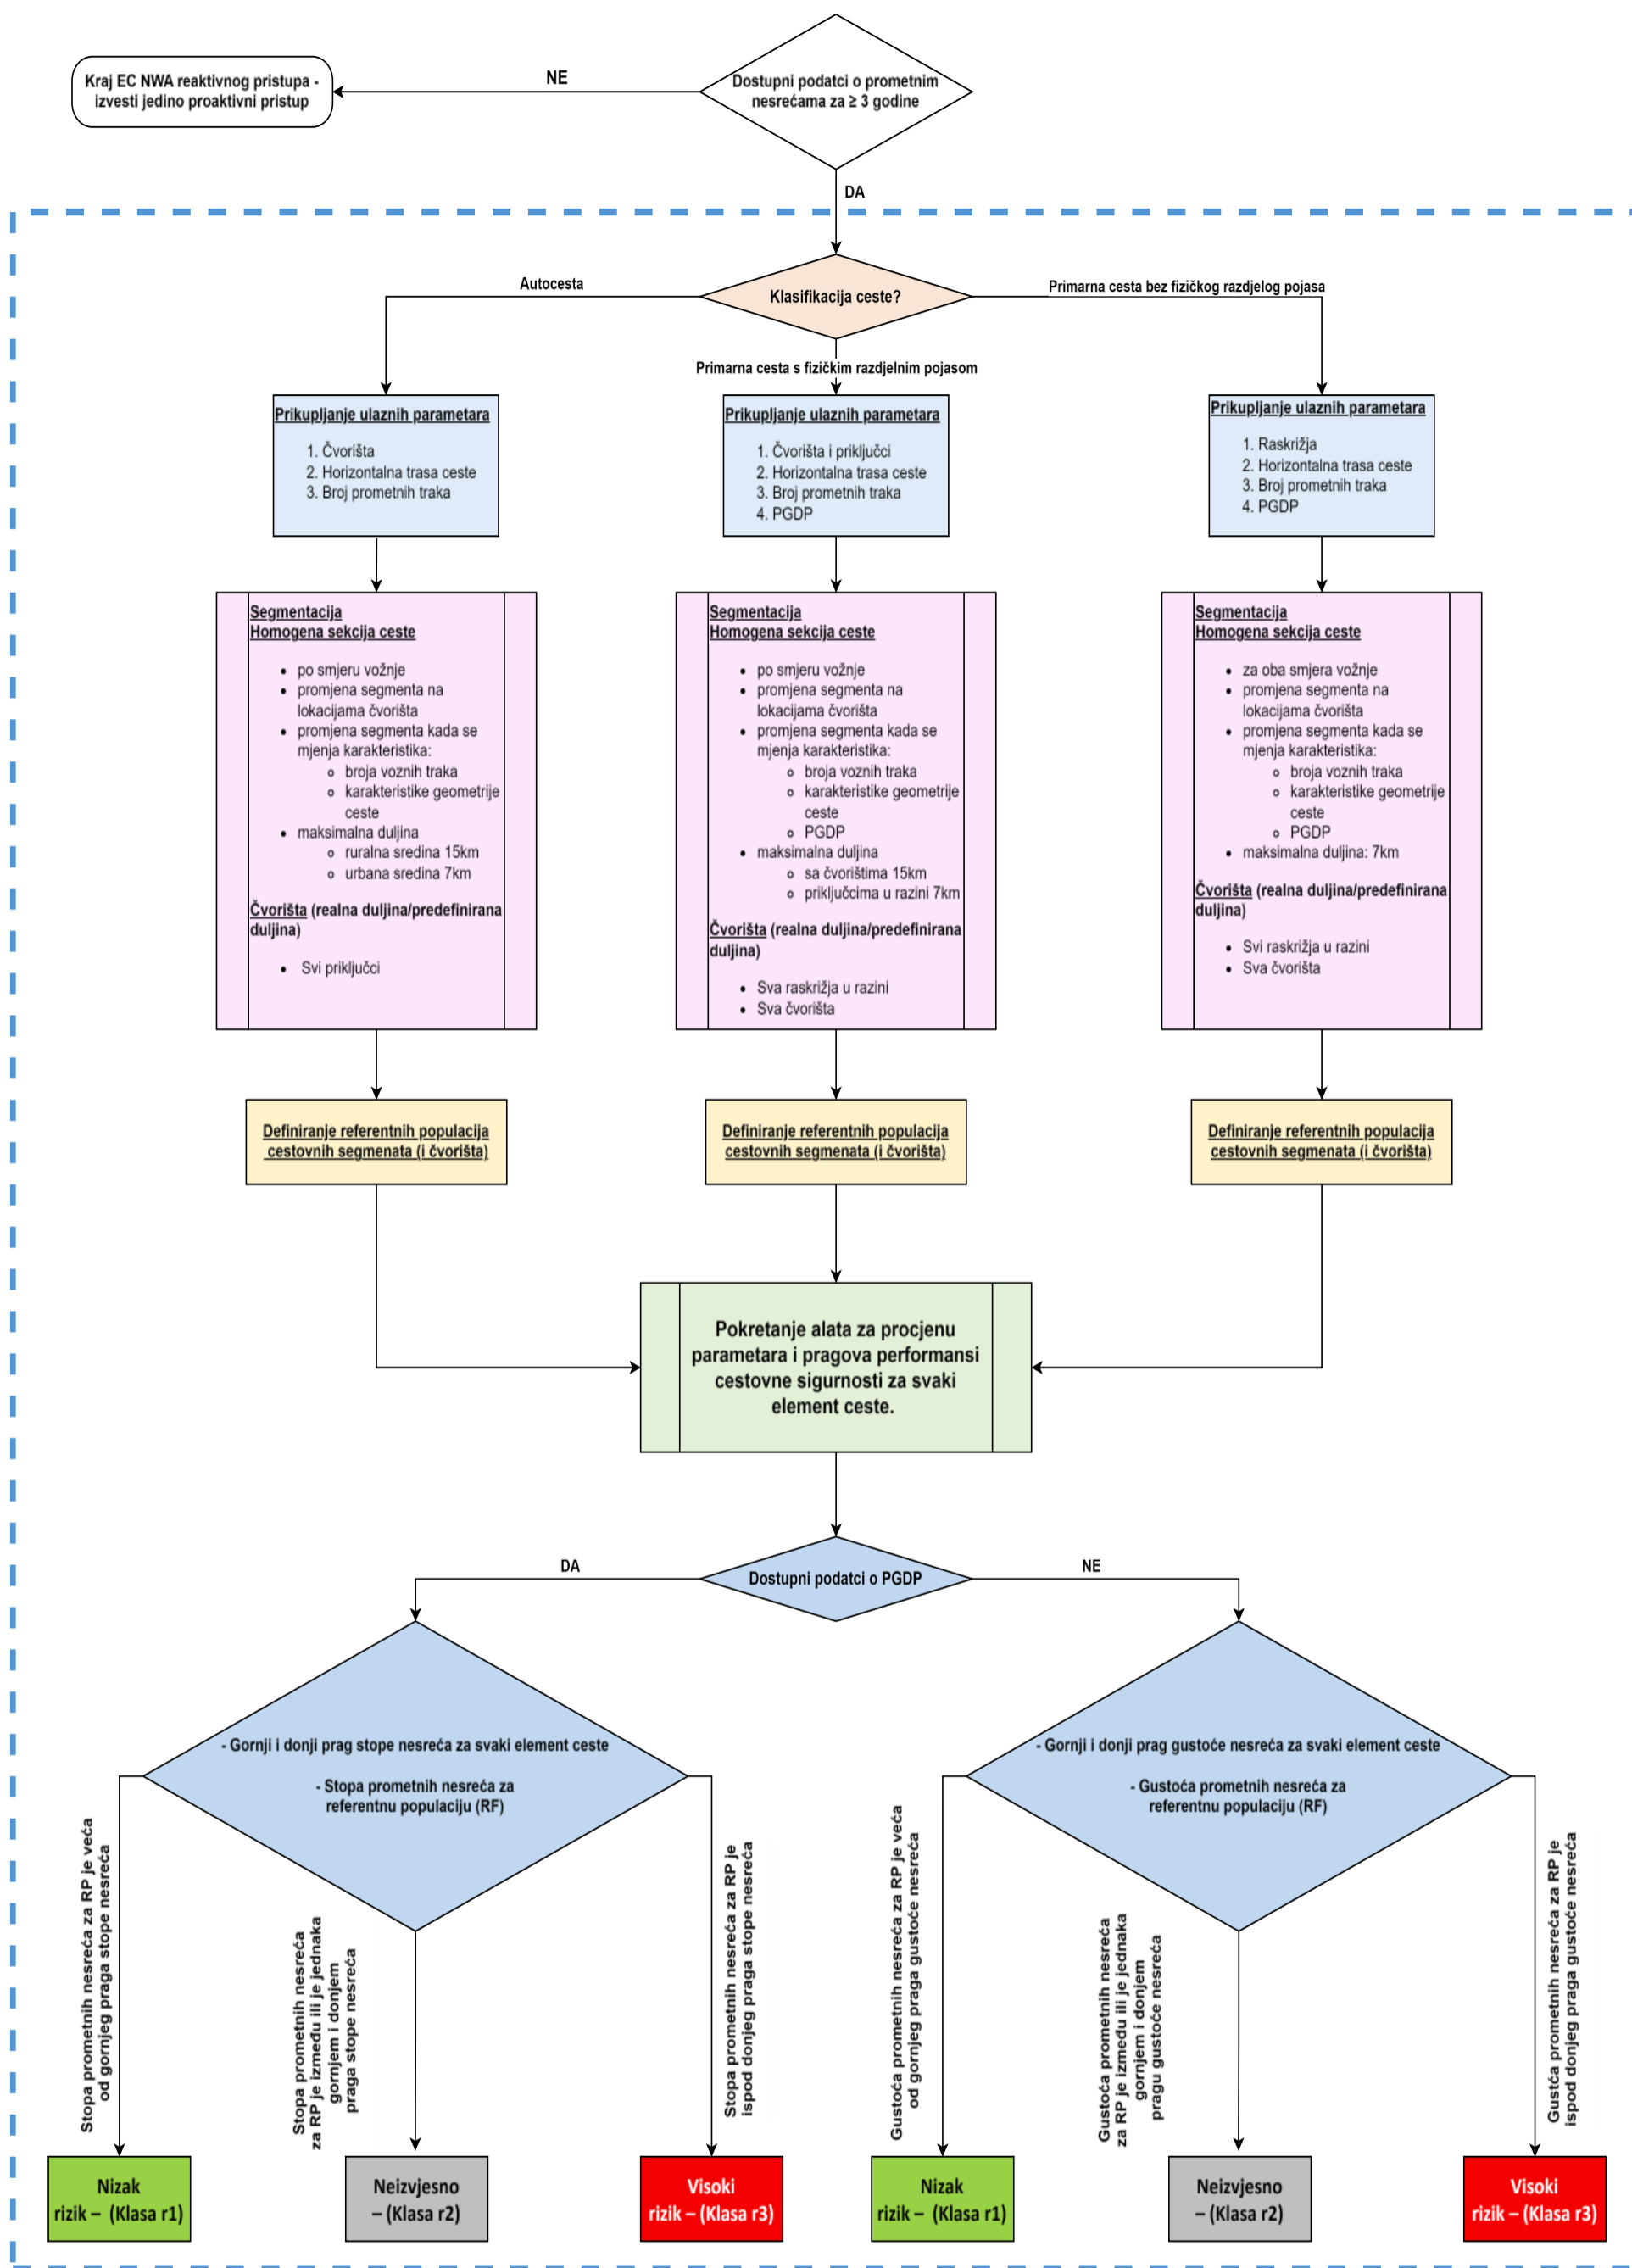 Dostupni podatci o prometnim
nesrećama za ≥ 3 godine
NE
Kraj EC NWA reaktivnog pristupa -
izvesti jedino proaktivni pristup
DA
Klasifikacija ceste?
Autocesta
Primarna cesta s fizičkim razdjelnim pojasom
Primarna cesta bez fizičkog razdjelog pojasa
Prikupljanje ulaznih parametara
1. Čvorišta
2. Horizontalna trasa ceste
3. Broj prometnih traka
Prikupljanje ulaznih parametara
1. Čvorišta i priključci
2. Horizontalna trasa ceste
3. Broj prometnih traka
4. PGDP
Prikupljanje ulaznih parametara
1. Raskrižja
2. Horizontalna trasa ceste
3. Broj prometnih traka
4. PGDP
Segmentacija
Homogena sekcija ceste
• po smjeru vožnje
• promjena segmenta na
lokacijama čvorišta
• promjena segmenta kada se
mjenja karakteristika:
◦ broja voznih traka
◦ karakteristike geometrije
ceste
• maksimalna duljina
◦ ruralna sredina 15km
◦ urbana sredina 7km
Čvorišta (realna duljina/predefinirana
duljina)
• Svi priključci
Segmentacija
Homogena sekcija ceste
• po smjeru vožnje
• promjena segmenta na
lokacijama čvorišta
• promjena segmenta kada se
mjenja karakteristika:
◦ broja voznih traka
◦ karakteristike geometrije
ceste
◦ PGDP
• maksimalna duljina
◦ sa čvorištima 15km
◦ priključcima u razini 7km
Čvorišta (realna duljina/predefinirana
duljina)
• Sva raskrižja u razini
• Sva čvorišta
Segmentacija
Homogena sekcija ceste
• za oba smjera vožnje
• promjena segmenta na
lokacijama čvorišta
• promjena segmenta kada se
mjenja karakteristika:
◦ broja voznih traka
◦ karakteristike geometrije
ceste
◦ PGDP
• maksimalna duljina: 7km
Čvorišta (realna duljina/predefinirana
duljina)
• Svi raskrižja u razini
• Sva čvorišta
Definiranje referentnih populacija
cestovnih segmenata (i čvorišta)
Definiranje referentnih populacija
cestovnih segmenata (i čvorišta)
Definiranje referentnih populacija
cestovnih segmenata (i čvorišta)
Pokretanje alata za procjenu
parametara i pragova performansi
cestovne sigurnosti za svaki
element ceste.
Dostupni podatci o PGDP
DA
NE
- Gornji i donji prag stope nesreća za svaki element ceste
- Stopa prometnih nesreća za
referentnu populaciju (RF)
- Gornji i donji prag gustoće nesreća za svaki element ceste
- Gustoća prometnih nesreća za
referentnu populaciju (RF)
Stopa prometnih nesreća za RP je veća
od gornjeg praga stope nesreća
Stopa prometnih nesreća
za RP je između ili je jednaka
gornjem i donjem
praga stope nesreća
Stopa prometnih nesreća za RP je
ispod donjeg praga stope nesreća
Gustoća prometnih nesreća za RP je veća
od gornjeg praga gustoće nesreća
Gustoća prometnih nesreća
za RP je između ili je jednaka
gornjem i donjem
pragu gustoće nesreća
Gustća prometnih nesreća za RP je
ispod donjeg praga gustoće nesreća
Nizak
rizik – (Klasa r1)
Neizvjesno
– (Klasa r2)
Visoki
rizik – (Klasa r3)
Nizak
rizik – (Klasa r1)
Neizvjesno
– (Klasa r2)
Visoki
rizik – (Klasa r3)